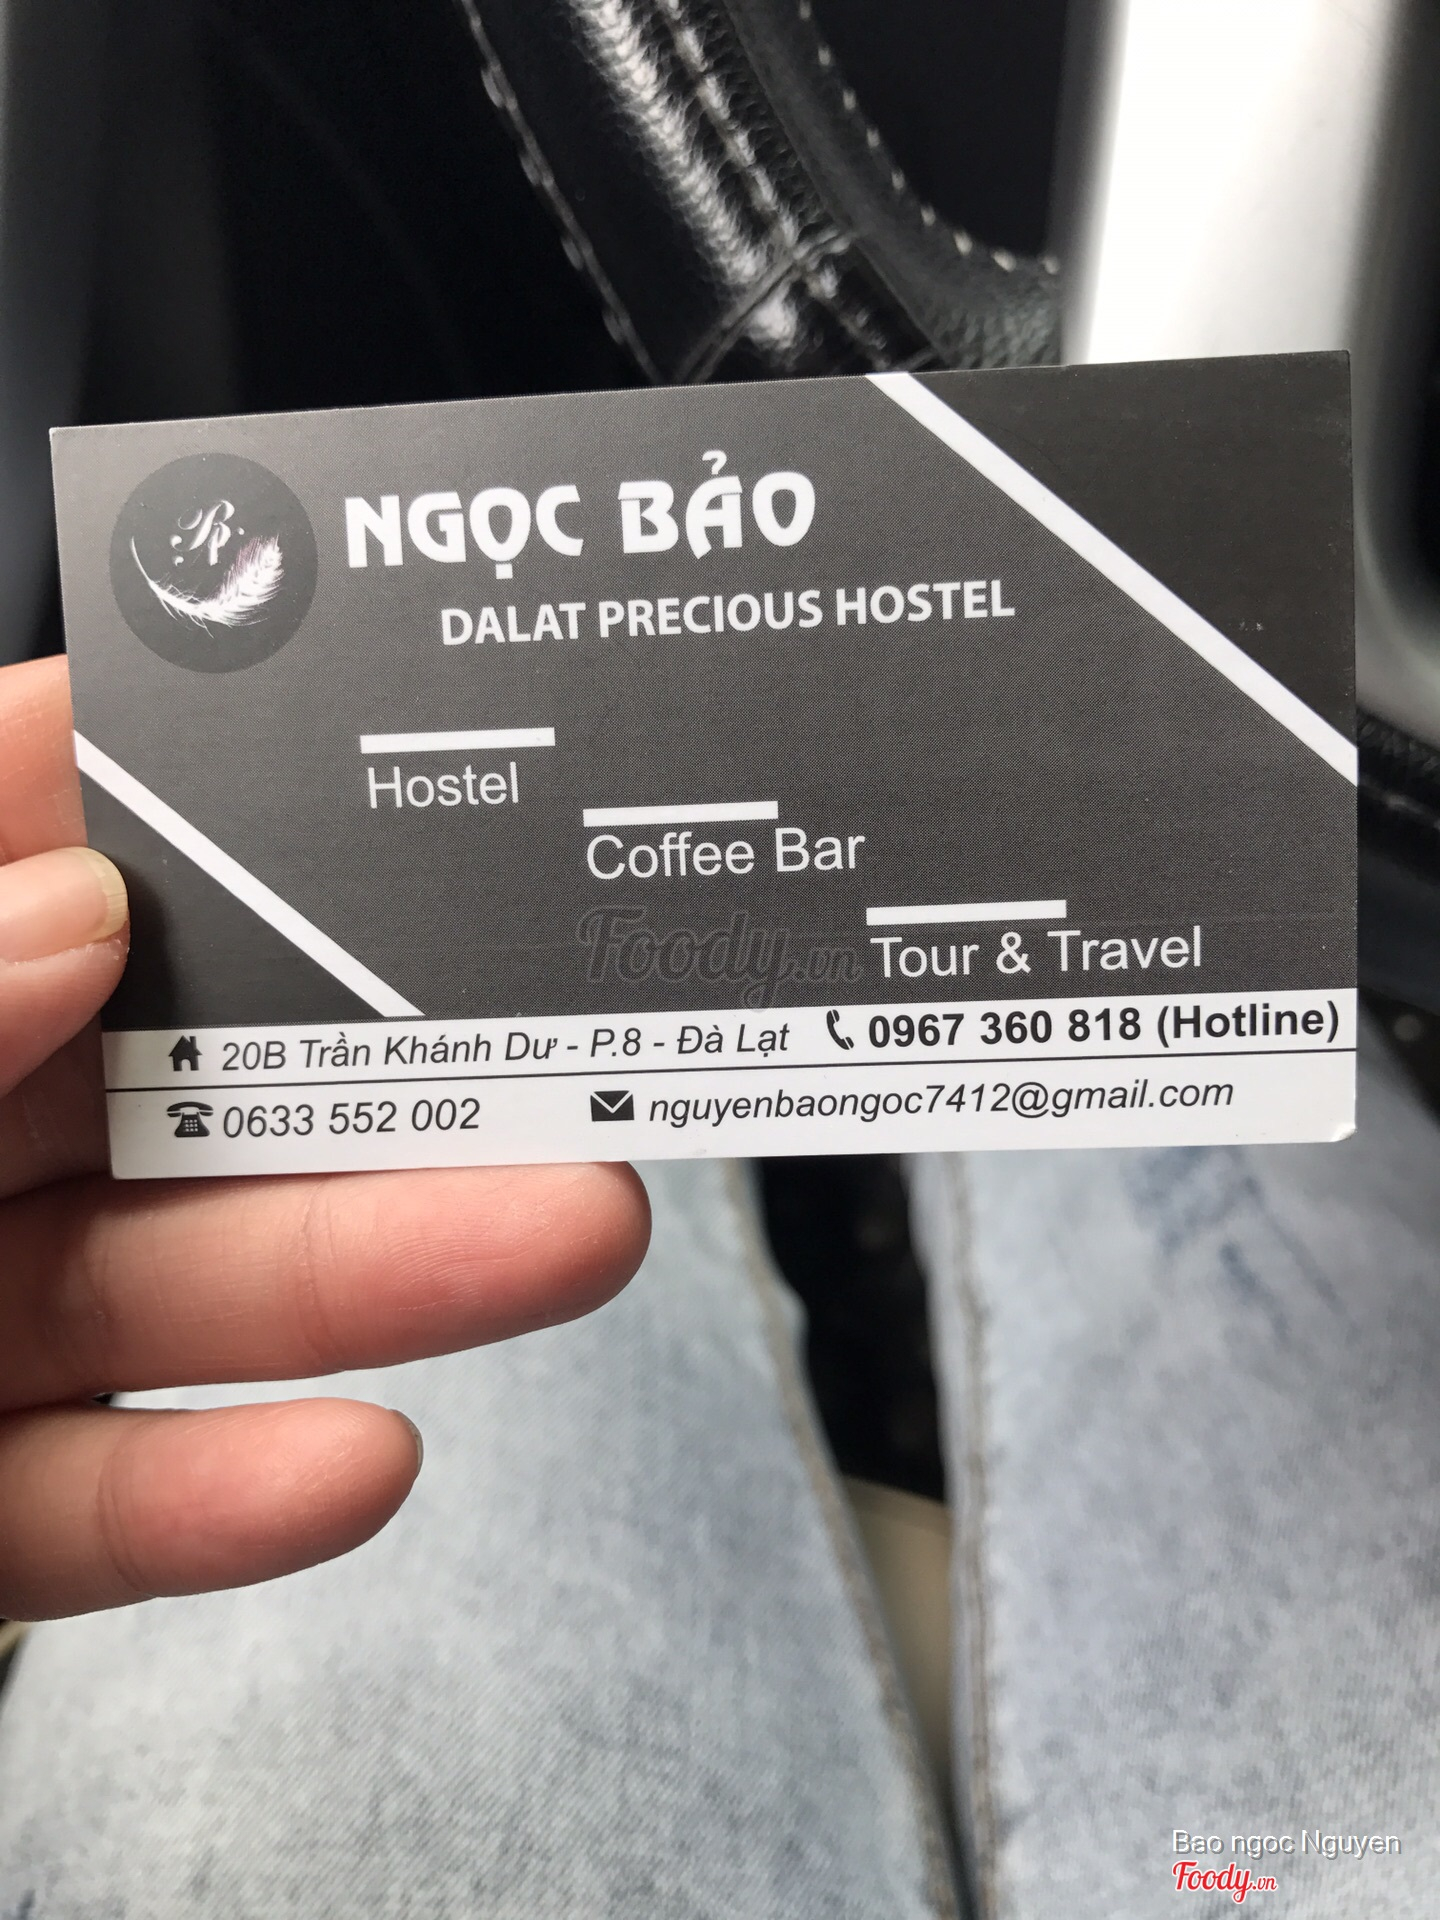 NGỌC BẢO
DALAT PRECIOUS HOSTEL
Hostel
Coffee Bar
Foody.vn
Tour & Travel
20B Trần Khánh Dư - P.8 - Đà Lạt
0967 360 818 (Hotline)
0633 552 002
nguyenbaongoc7412@gmail.com
Bao ngoc Nguyen
Foody.vn